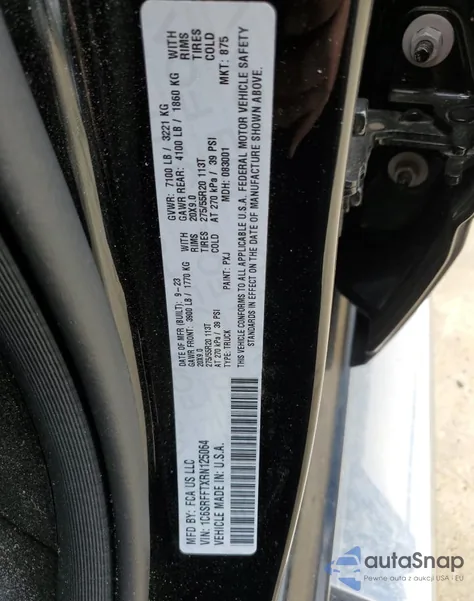 MFD BY: FCA US LLC
VIN: 1C6SRFFTXRN125064
VEHICLE MADE IN: U.S.A.
DATE OF MFR (BUILT): 9-23
GVWR: 7100 LB / 3221 KG
GAWR FRONT: 3900 LB / 1770 KG WITH
20X9.0 RIMS
275/55R20 113T TIRES
AT 270 kPa / 39 PSI COLD
GAWR REAR: 4100 LB / 1860 KG WITH
20X9.0 RIMS
275/55R20 113T TIRES
AT 270 kPa / 39 PSI COLD
TYPE: TRUCK PAINT: PXJ MDH: 083001 MKT: B75
THIS VEHICLE CONFORMS TO ALL APPLICABLE U.S.A. FEDERAL MOTOR VEHICLE SAFETY
STANDARDS IN EFFECT ON THE DATE OF MANUFACTURE SHOWN ABOVE.
autoSnap
Pewne auto z aukcji USA i EU